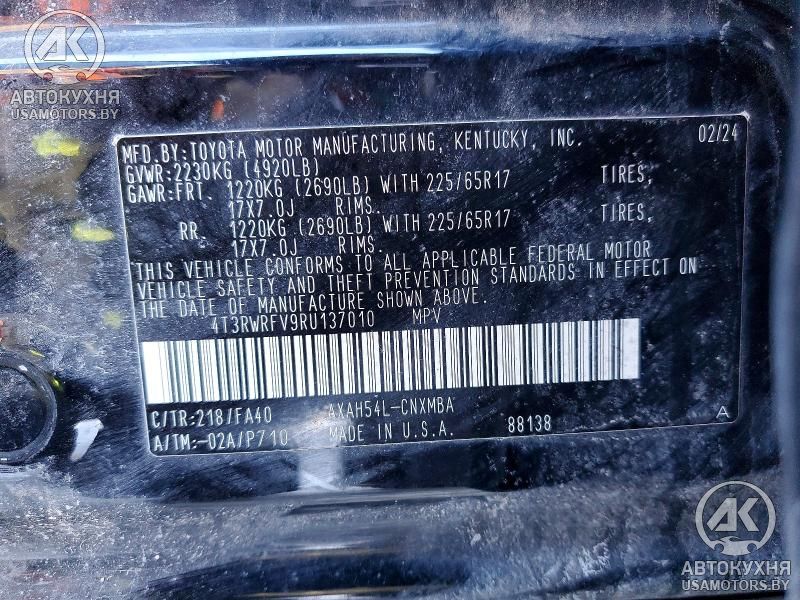 АК
АВТОКУХНЯ
USAMOTORS.BY
MFD.BY:TOYOTA MOTOR MANUFACTURING, KENTUCKY, INC. 02/24
GVWR:2230KG (4920LB)
GAWR:FRT. 1220KG (2690LB) WITH 225/65R17 TIRES,
17X7.0J RIMS.
RR. 1220KG (2690LB) WITH 225/65R17 TIRES,
17X7.0J RIMS.
THIS VEHICLE CONFORMS TO ALL APPLICABLE FEDERAL MOTOR
VEHICLE SAFETY AND THEFT PREVENTION STANDARDS IN EFFECT ON
THE DATE OF MANUFACTURE SHOWN ABOVE.
4T3RWRFV9RU137010 MPV
C/TR:218/FA40 AXAH54L-CNXMBA
A/TM:-02A/P710 MADE IN U.S.A. 88138 A
АК
АВТОКУХНЯ
USAMOTORS.BY